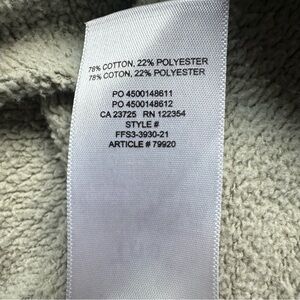 78% COTTON, 22% POLYESTER
78% COTON, 22% POLYESTER
PO 4500148611
PO 4500148612
CA 23725 RN 122354
STYLE #
FFS3-3930-21
ARTICLE # 79920